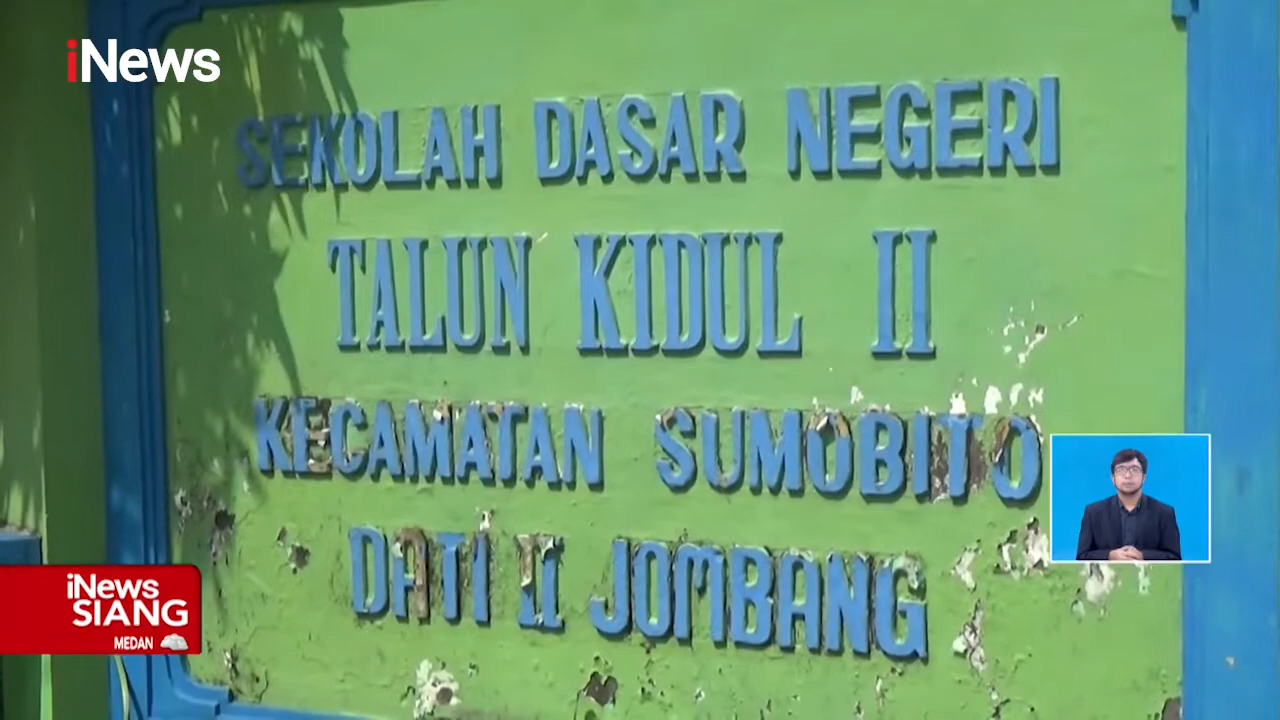 iNews
SEKOLAH DASAR NEGERI
TALUN KIDUL II
KECAMATAN SUMOBITO
DATI II JOMBANG
iNews
SIANG
MEDAN